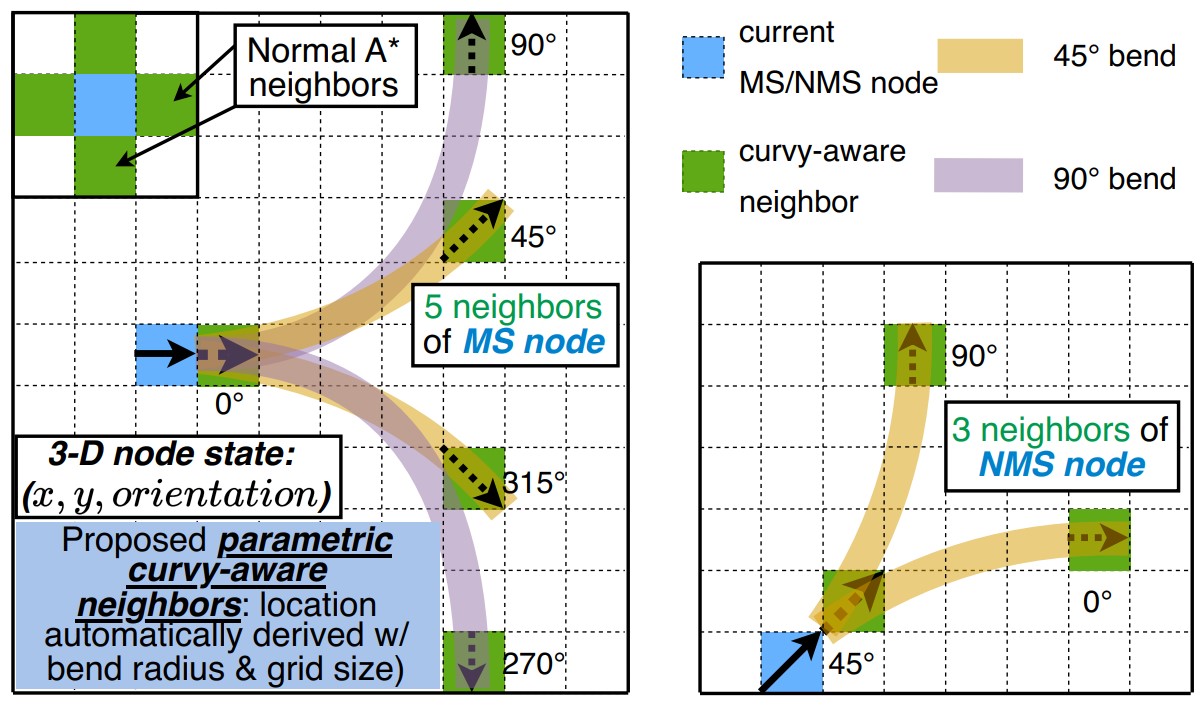 Normal A*
neighbors
90°
45°
5 neighbors
of MS node
0°
3-D node state:
(x, y, orientation)
315°
Proposed parametric
curvy-aware
neighbors: location
automatically derived w/
bend radius & grid size)
270°
current
MS/NMS node
45° bend
curvy-aware
neighbor
90° bend
90°
3 neighbors of
NMS node
0°
45°